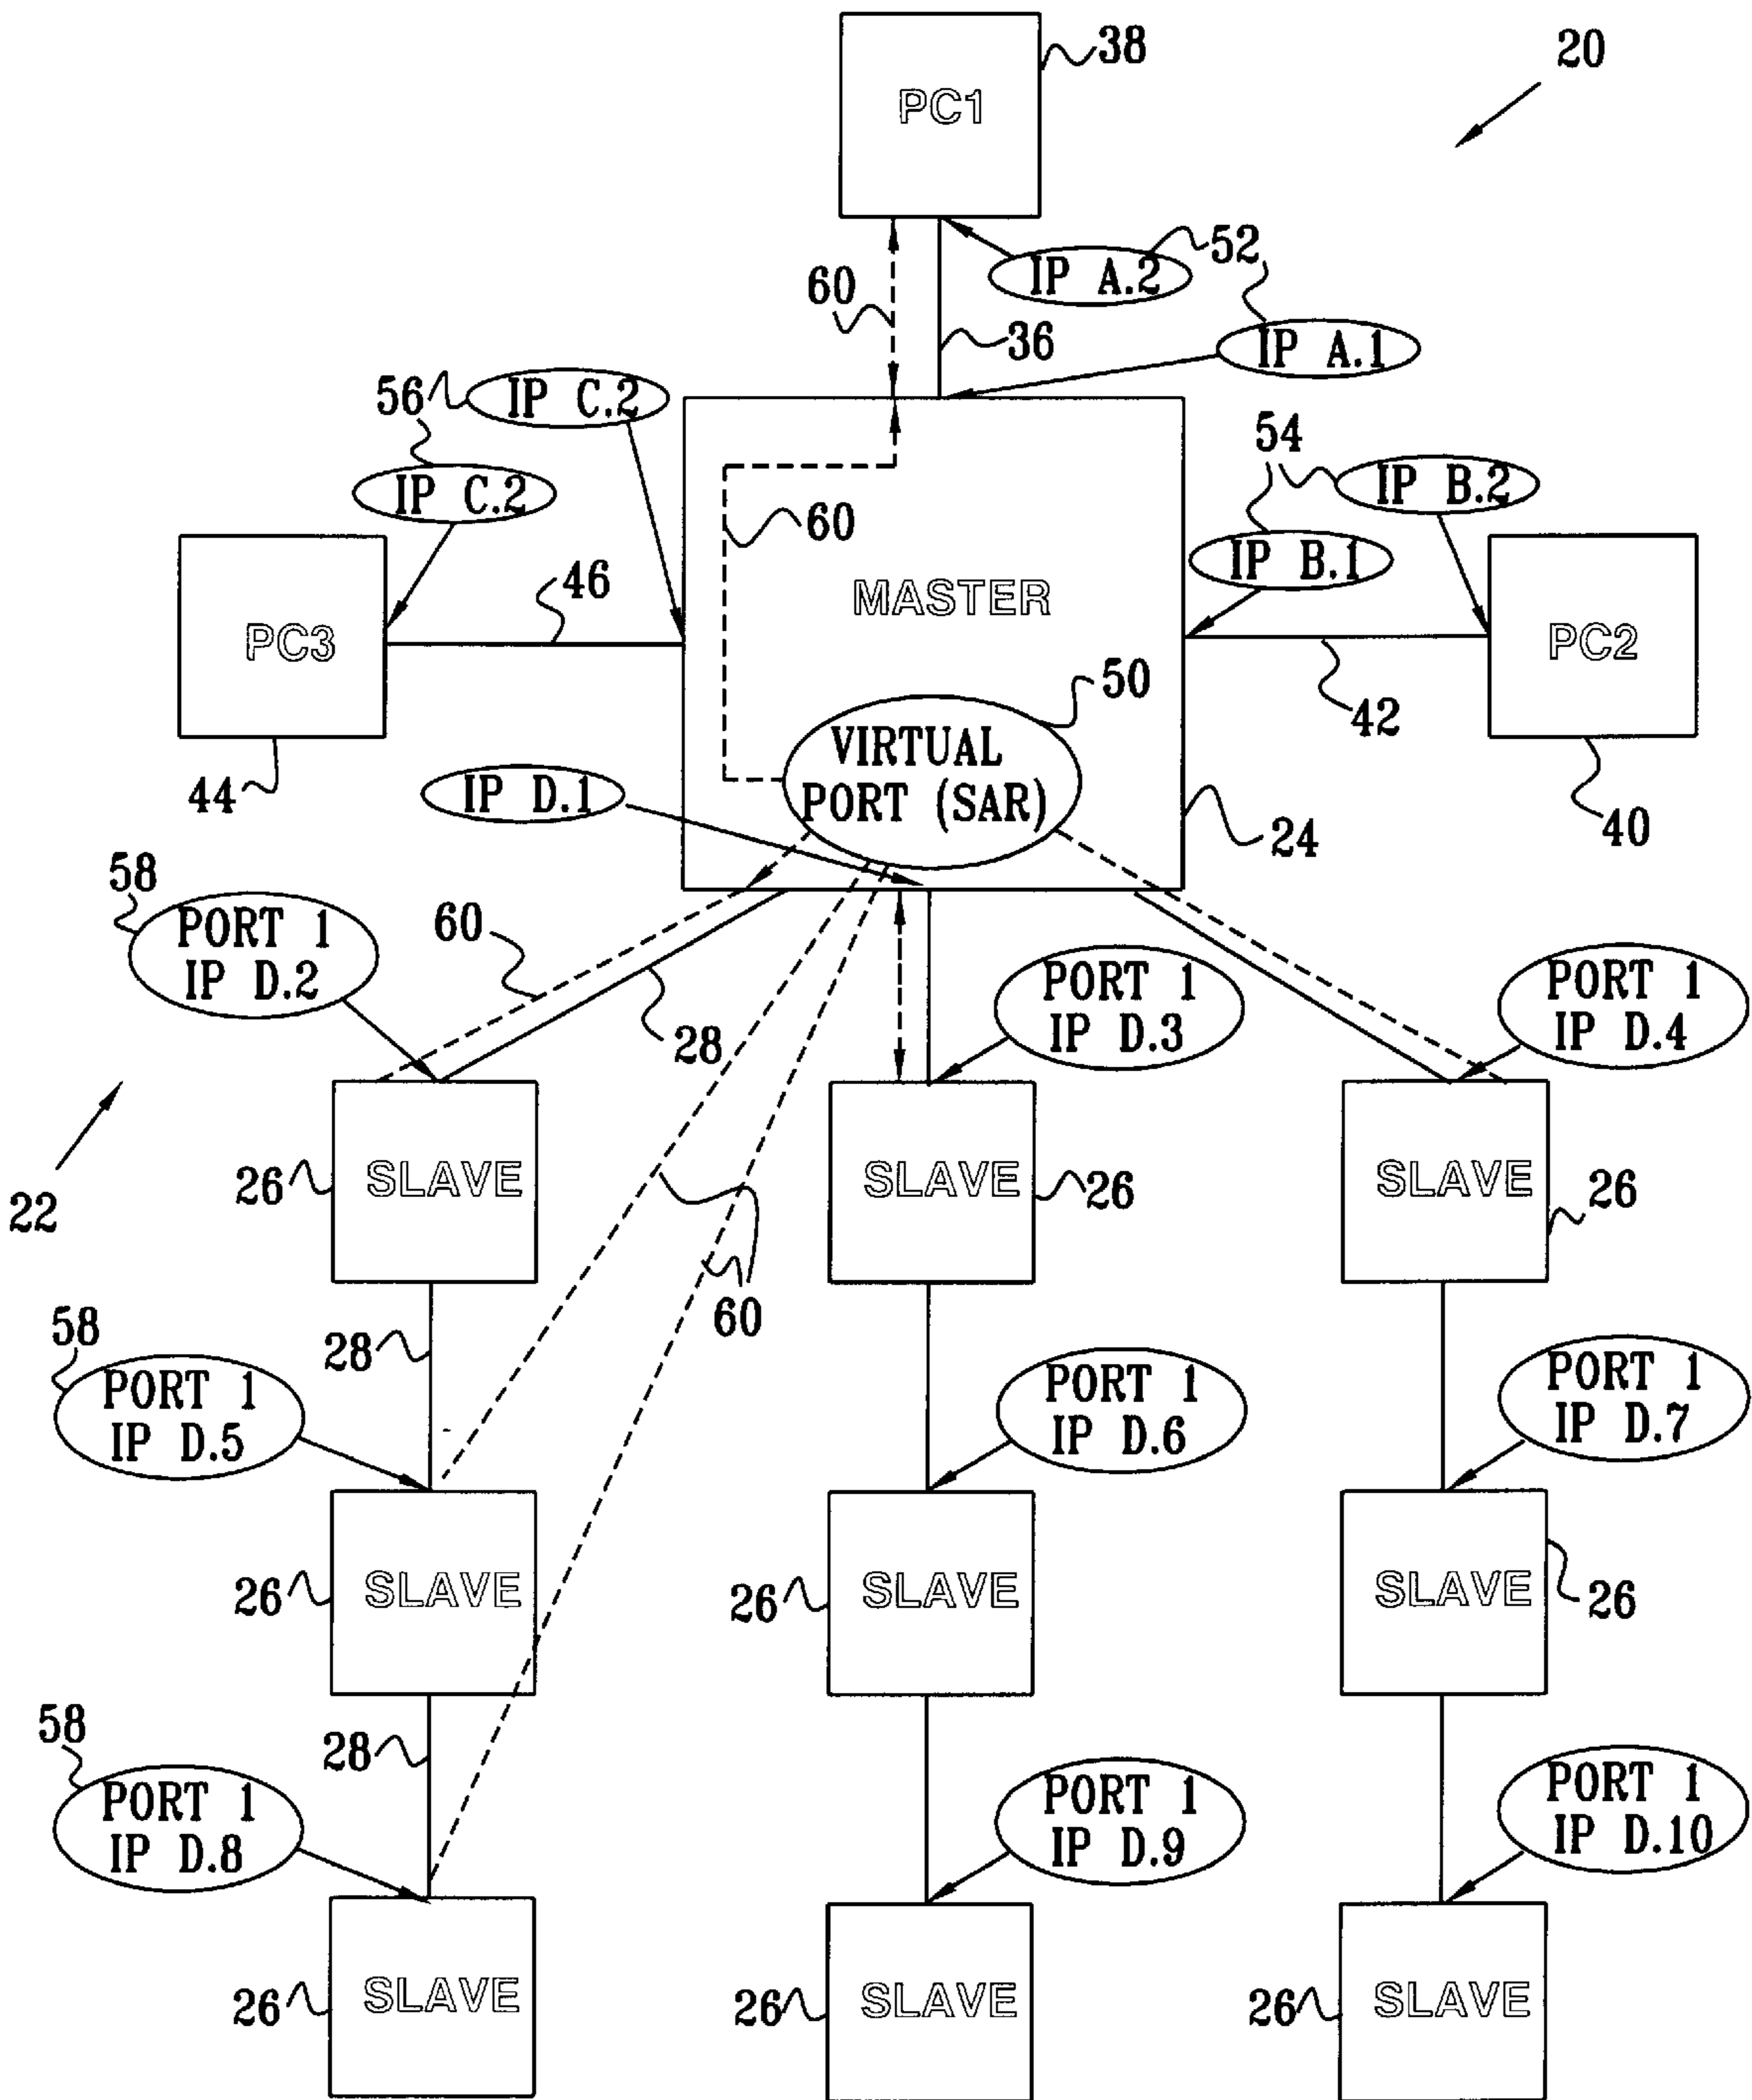 38
20
PC1
52
IP A.2
60
36
IP A.1
56
IP C.2
54
IP C.2
IP B.2
60
IP B.1
46
MASTER
PC3
PC2
50
42
VIRTUAL
PORT (SAR)
44
IP D.1
24
40
58
PORT 1
IP D.2
60
28
PORT 1
IP D.3
PORT 1
IP D.4
26
SLAVE
SLAVE
26
SLAVE
26
22
60
58
28
PORT 1
IP D.5
PORT 1
IP D.6
PORT 1
IP D.7
26
SLAVE
26
SLAVE
SLAVE
26
58
28
PORT 1
IP D.8
PORT 1
IP D.9
PORT 1
IP D.10
26
SLAVE
26
SLAVE
26
SLAVE